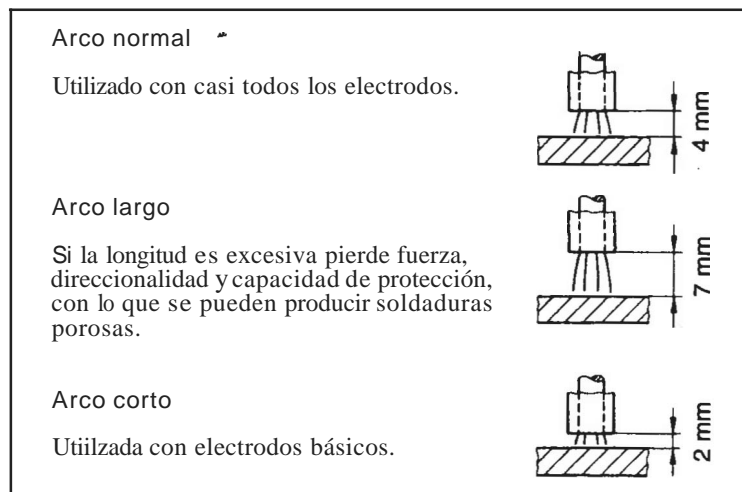 Arco normal
Utilizado con casi todos los electrodos.
4 mm
Arco largo
Si la longitud es excesiva pierde fuerza,
direccionalidad y capacidad de protección,
con lo que se pueden producir soldaduras
porosas.
7 mm
Arco corto
Utiilzada con electrodos básicos.
2 mm